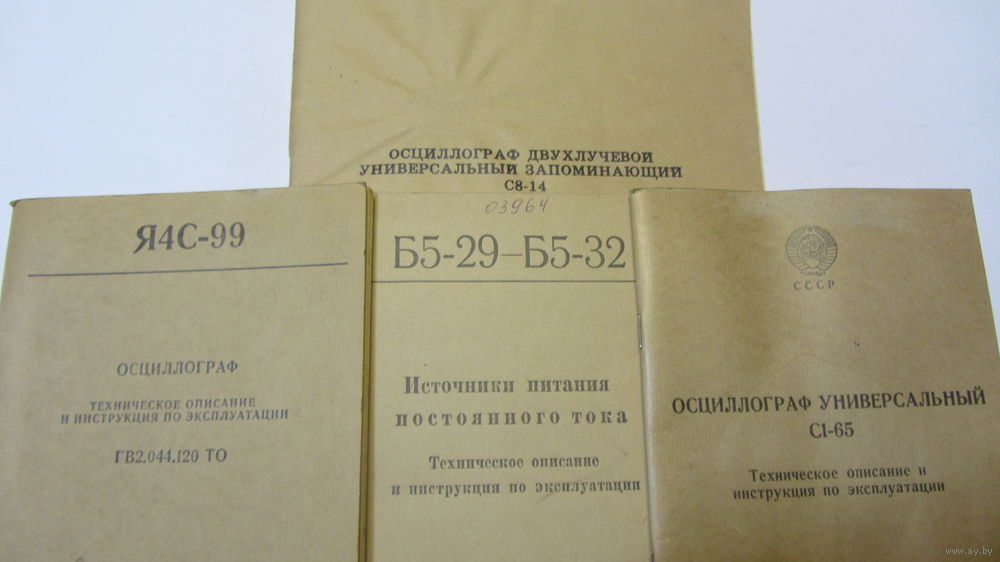 ОСЦИЛЛОГРАФ ДВУХЛУЧЕВОЙ
УНИВЕРСАЛЬНЫЙ ЗАПОМИНАЮЩИЙ
С8-14
Я4С-99
ОСЦИЛЛОГРАФ
ТЕХНИЧЕСКОЕ ОПИСАНИЕ
И ИНСТРУКЦИЯ ПО ЭКСПЛУАТАЦИИ
ГВ2.044.120 ТО
03964
Б5-29–Б5-32
Источники питания
постоянного тока
Техническое описание
и инструкция по эксплуатации
СССР
ОСЦИЛЛОГРАФ УНИВЕРСАЛЬНЫЙ
С1-65
Техническое описание и
инструкция по эксплуатации
www.ay.by